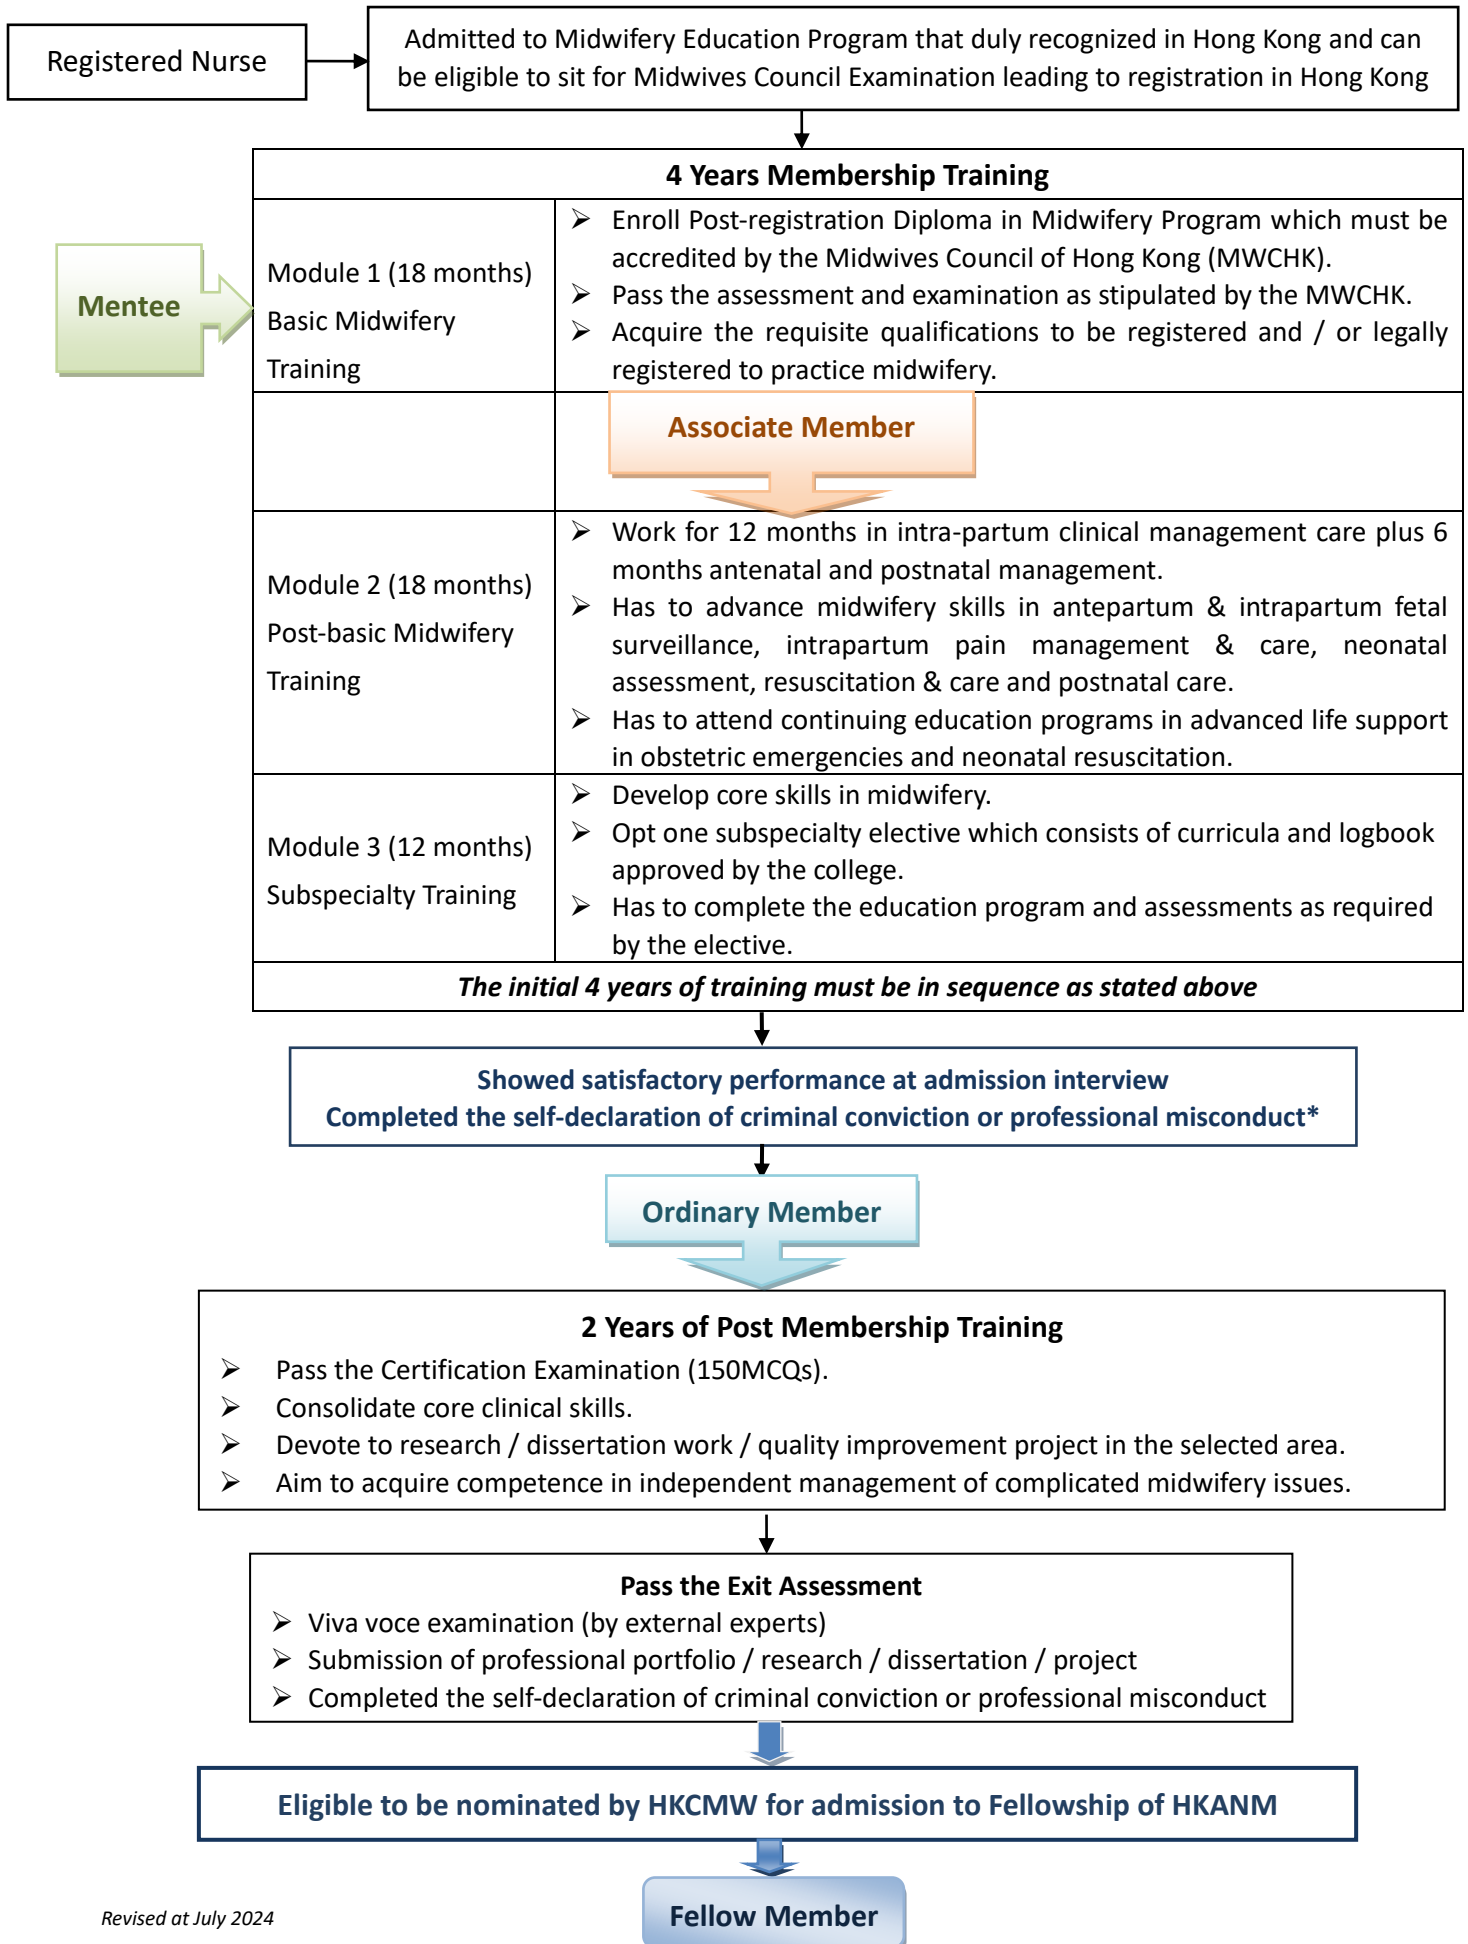 Registered Nurse
Admitted to Midwifery Education Program that duly recognized in Hong Kong and can
be eligible to sit for Midwives Council Examination leading to registration in Hong Kong
4 Years Membership Training
Mentee
Module 1 (18 months)
Basic Midwifery
Training
➢ Enroll Post-registration Diploma in Midwifery Program which must be
accredited by the Midwives Council of Hong Kong (MWCHK).
➢ Pass the assessment and examination as stipulated by the MWCHK.
➢ Acquire the requisite qualifications to be registered and / or legally
registered to practice midwifery.
Associate Member
Module 2 (18 months)
Post-basic Midwifery
Training
➢ Work for 12 months in intra-partum clinical management care plus 6
months antenatal and postnatal management.
➢ Has to advance midwifery skills in antepartum & intrapartum fetal
surveillance, intrapartum pain management & care, neonatal
assessment, resuscitation & care and postnatal care.
➢ Has to attend continuing education programs in advanced life support
in obstetric emergencies and neonatal resuscitation.
Module 3 (12 months)
Subspecialty Training
➢ Develop core skills in midwifery.
➢ Opt one subspecialty elective which consists of curricula and logbook
approved by the college.
➢ Has to complete the education program and assessments as required
by the elective.
The initial 4 years of training must be in sequence as stated above
Showed satisfactory performance at admission interview
Completed the self-declaration of criminal conviction or professional misconduct*
Ordinary Member
2 Years of Post Membership Training
➢ Pass the Certification Examination (150MCQs).
➢ Consolidate core clinical skills.
➢ Devote to research / dissertation work / quality improvement project in the selected area.
➢ Aim to acquire competence in independent management of complicated midwifery issues.
Pass the Exit Assessment
➢ Viva voce examination (by external experts)
➢ Submission of professional portfolio / research / dissertation / project
➢ Completed the self-declaration of criminal conviction or professional misconduct
Eligible to be nominated by HKCMW for admission to Fellowship of HKANM
Fellow Member
Revised at July 2024